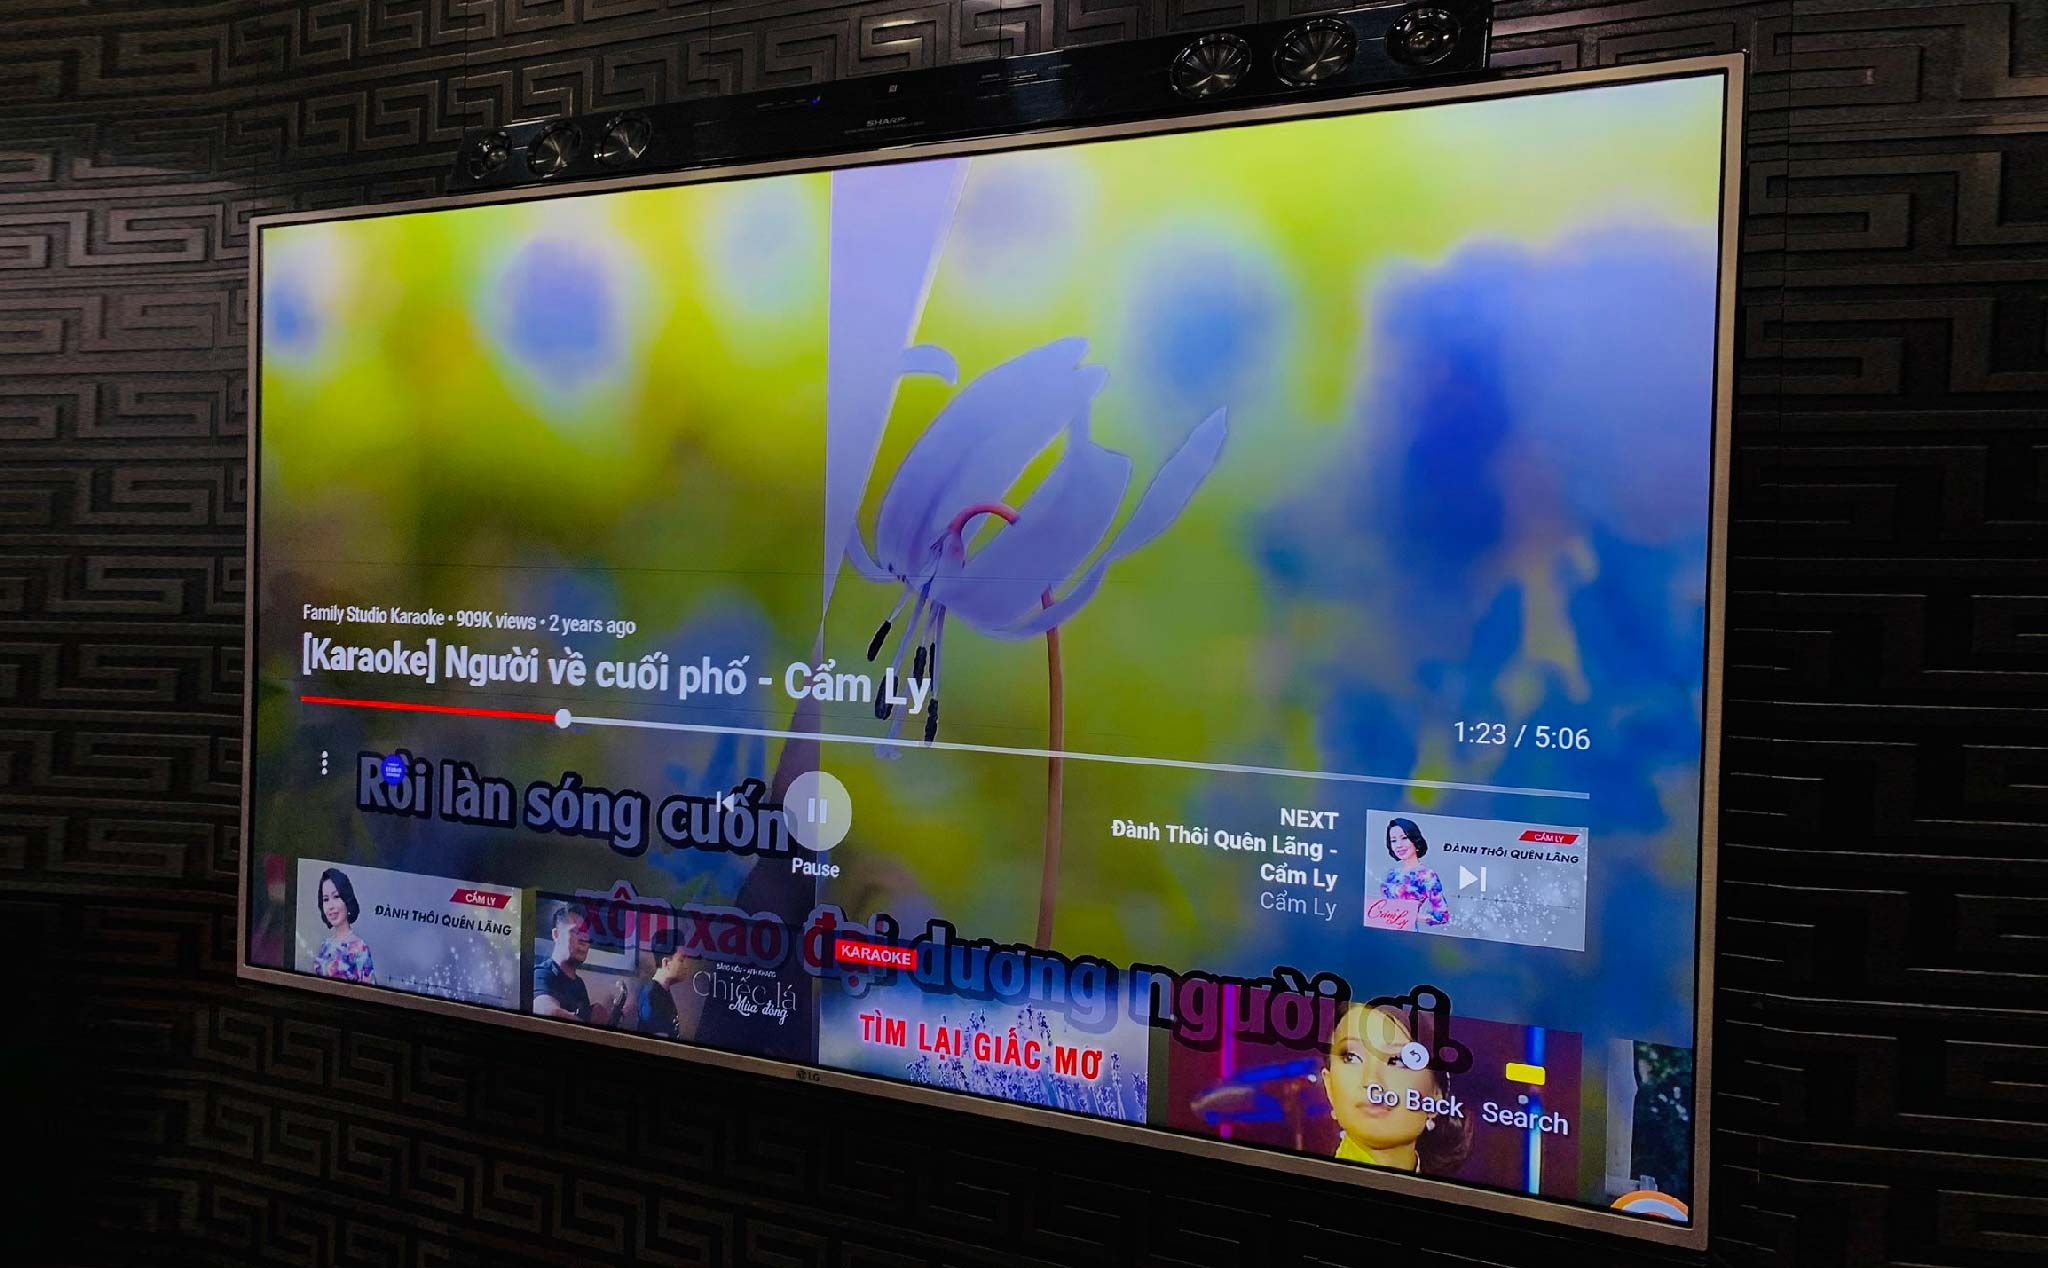 SHARP
Family Studio Karaoke • 909K views • 2 years ago
[Karaoke] Người về cuối phố - Cẩm Ly
1:23 / 5:06
Rồi làn sóng cuốn
Pause
NEXT
Đành Thôi Quên Lãng -
Cẩm Ly
Cẩm Ly
CẨM LY
ĐÀNH THÔI QUÊN LÃNG
Cẩm Ly
xôn xao đại dương người ơi.
CẨM LY
ĐÀNH THÔI QUÊN LÃNG
Chiếc lá
Mùa đông
KARAOKE
TÌM LẠI GIẤC MƠ
Go Back
Search
LG